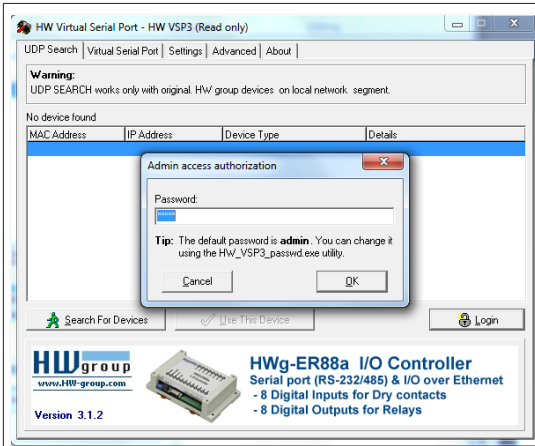 HW Virtual Serial Port - HW VSP3 (Read only)
UDP Search Virtual Serial Port Settings Advanced About
Warning:
UDP SEARCH works only with original HW group devices on local network segment.
No device found
MAC Address IP Address Device Type Details
Admin access authorization
Password:
*****
Tip: The default password is admin. You can change it
using the HW_VSP3_passwd.exe utility.
Cancel OK
Search For Devices Use This Device Login
HW group
www.HW-group.com
Version 3.1.2
HWg-ER88a I/O Controller
Serial port (RS-232/485) & I/O over Ethernet
- 8 Digital Inputs for Dry contacts
- 8 Digital Outputs for Relays